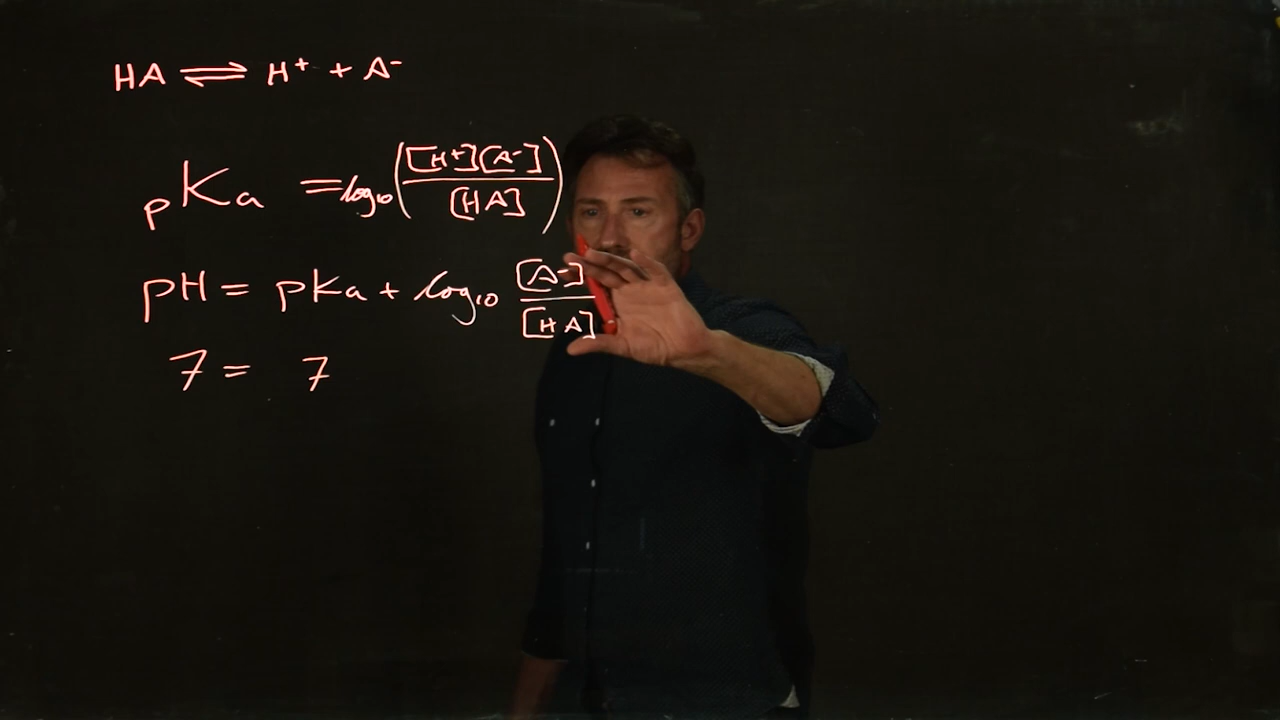 HA ⇌ H⁺ + A⁻
pKa = log₁₀([H⁺][A⁻]/[HA])
pH = pKa + log₁₀ [A⁻]/[HA]
7 = 7